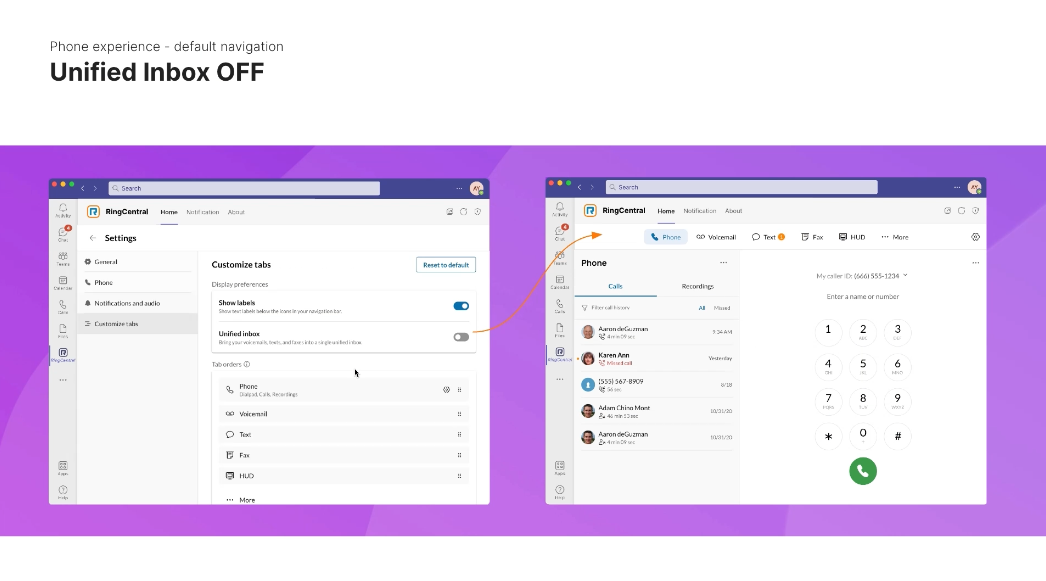 Phone experience - default navigation
Unified Inbox OFF
Search
AY
RingCentral
Home
Notification
About
Activity
4
Chat
Teams
Calendar
Calls
Files
RingCentral
Apps
Help
Settings
General
Phone
Notifications and audio
Customize tabs
Customize tabs
Reset to default
Display preferences
Show labels
Show text labels below the icons in your navigation bar.
Unified inbox
Bring your voicemails, texts, and faxes into a single unified inbox.
Tab orders
Phone
Dialpad, Calls, Recordings
Voicemail
Text
Fax
HUD
More
Search
AY
RingCentral
Home
Notification
About
Activity
4
Chat
Teams
Calendar
Calls
Files
RingCentral
Apps
Help
Phone
Voicemail
Text
Fax
HUD
More
Phone
Calls
Recordings
Filter call history
All
Missed
Aaron deGuzman
4 min 09 sec
9:34 AM
Karen Ann
Missed call
Yesterday
(555) 567-8909
56 sec
8/18
Adam Chino Mont
46 min 53 sec
10/31/20
Aaron deGuzman
4 min 09 sec
10/31/20
My caller ID: (666) 555-1234
Enter a name or number
1
2
ABC
3
DEF
4
GHI
5
JKL
6
MNO
7
PQRS
8
TUV
9
WXYZ
*
0
+
#